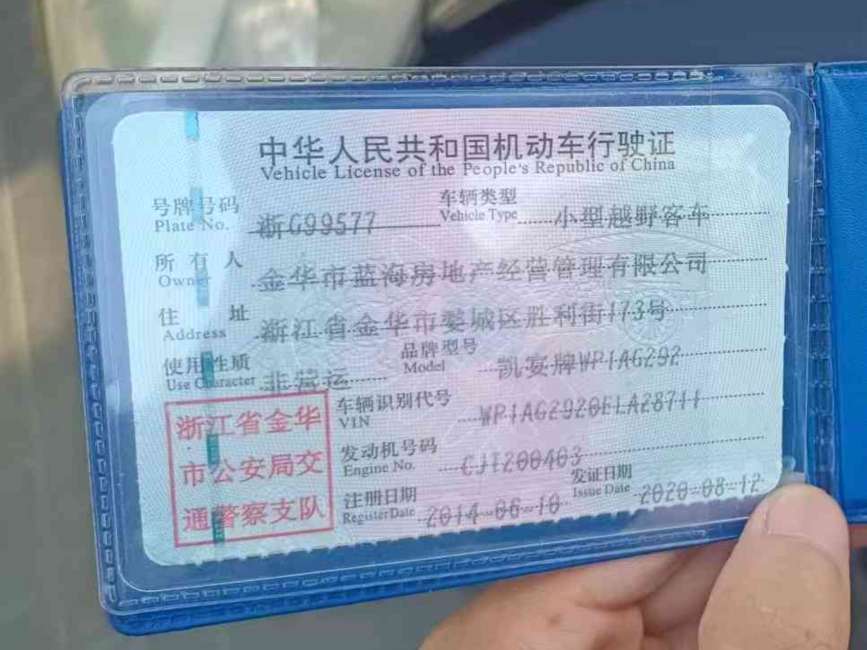 中华人民共和国机动车行驶证
Vehicle License of the People's Republic of China
号牌号码 浙G99577 车辆类型 小型越野客车
Plate No. Vehicle Type
所有人 金华市蓝海房地产经营管理有限公司
Owner
住址 浙江省金华市婺城区胜利街173号
Address
使用性质 非营运 品牌型号 凯宴牌WP1AG292
Use Character Model
浙江省金华 车辆识别代号 WP1AG2920ELA28711
VIN
市公安局交 发动机号码 CJT200403
Engine No.
通警察支队 注册日期 2014-06-10 发证日期 2020-08-12
Register Date Issue Date